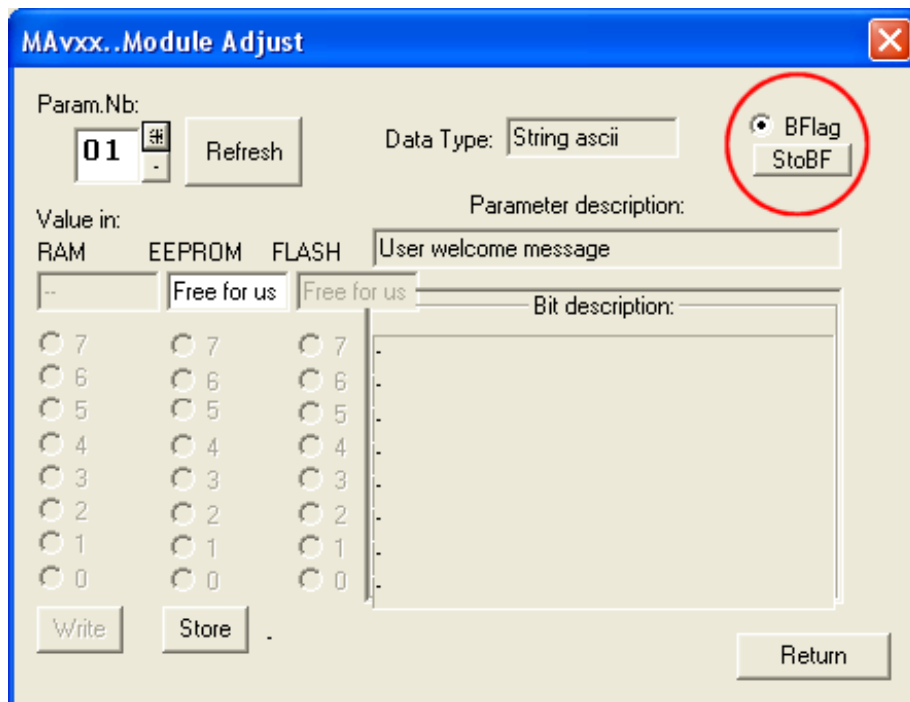 MAvxx..Module Adjust
Param.Nb:
01
-
Refresh
Data Type: String ascii
BFlag
StoBF
Value in:
RAM EEPROM FLASH
-- Free for us Free for us
Parameter description:
User welcome message
Bit description:
7 7 7 -
6 6 6 -
5 5 5 -
4 4 4 -
3 3 3 -
2 2 2 -
1 1 1 -
0 0 0 -
Write Store .
Return